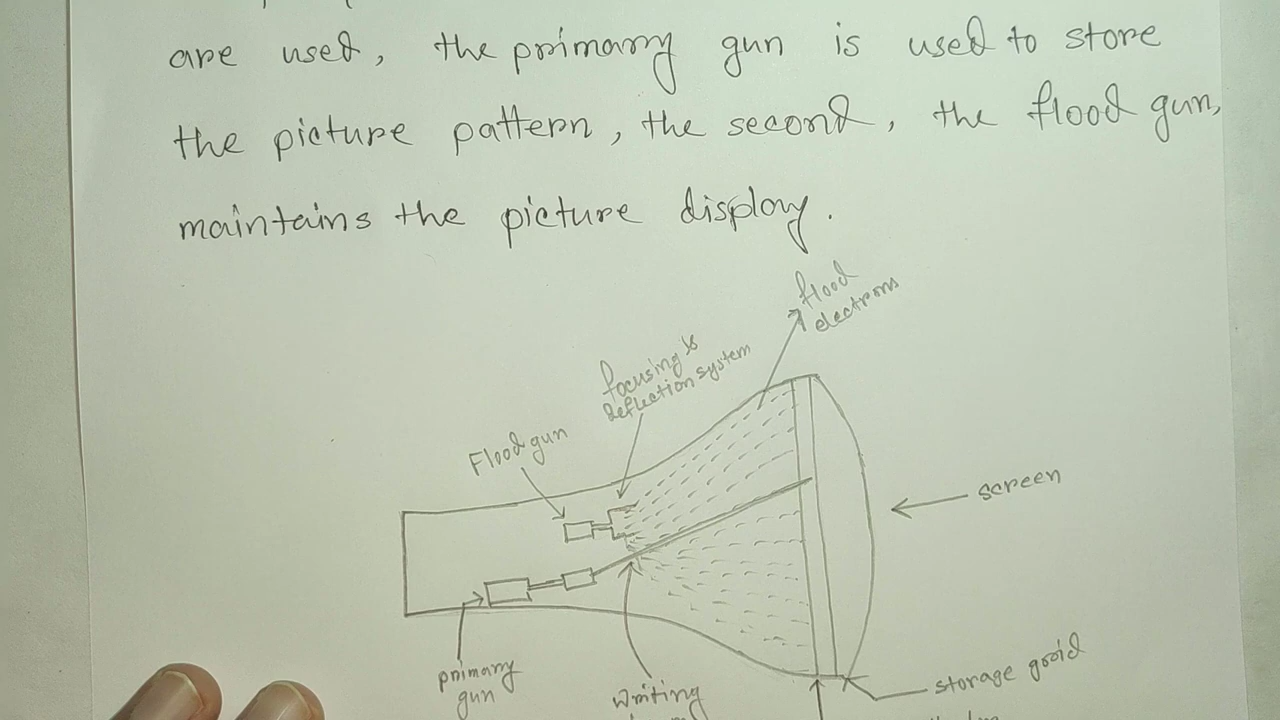 are used, the primary gun is used to store
the picture pattern, the second, the flood gun,
maintains the picture display.
flood
electrons
focusing &
deflection system
Flood gun
screen
primary
gun
writing
storage grid